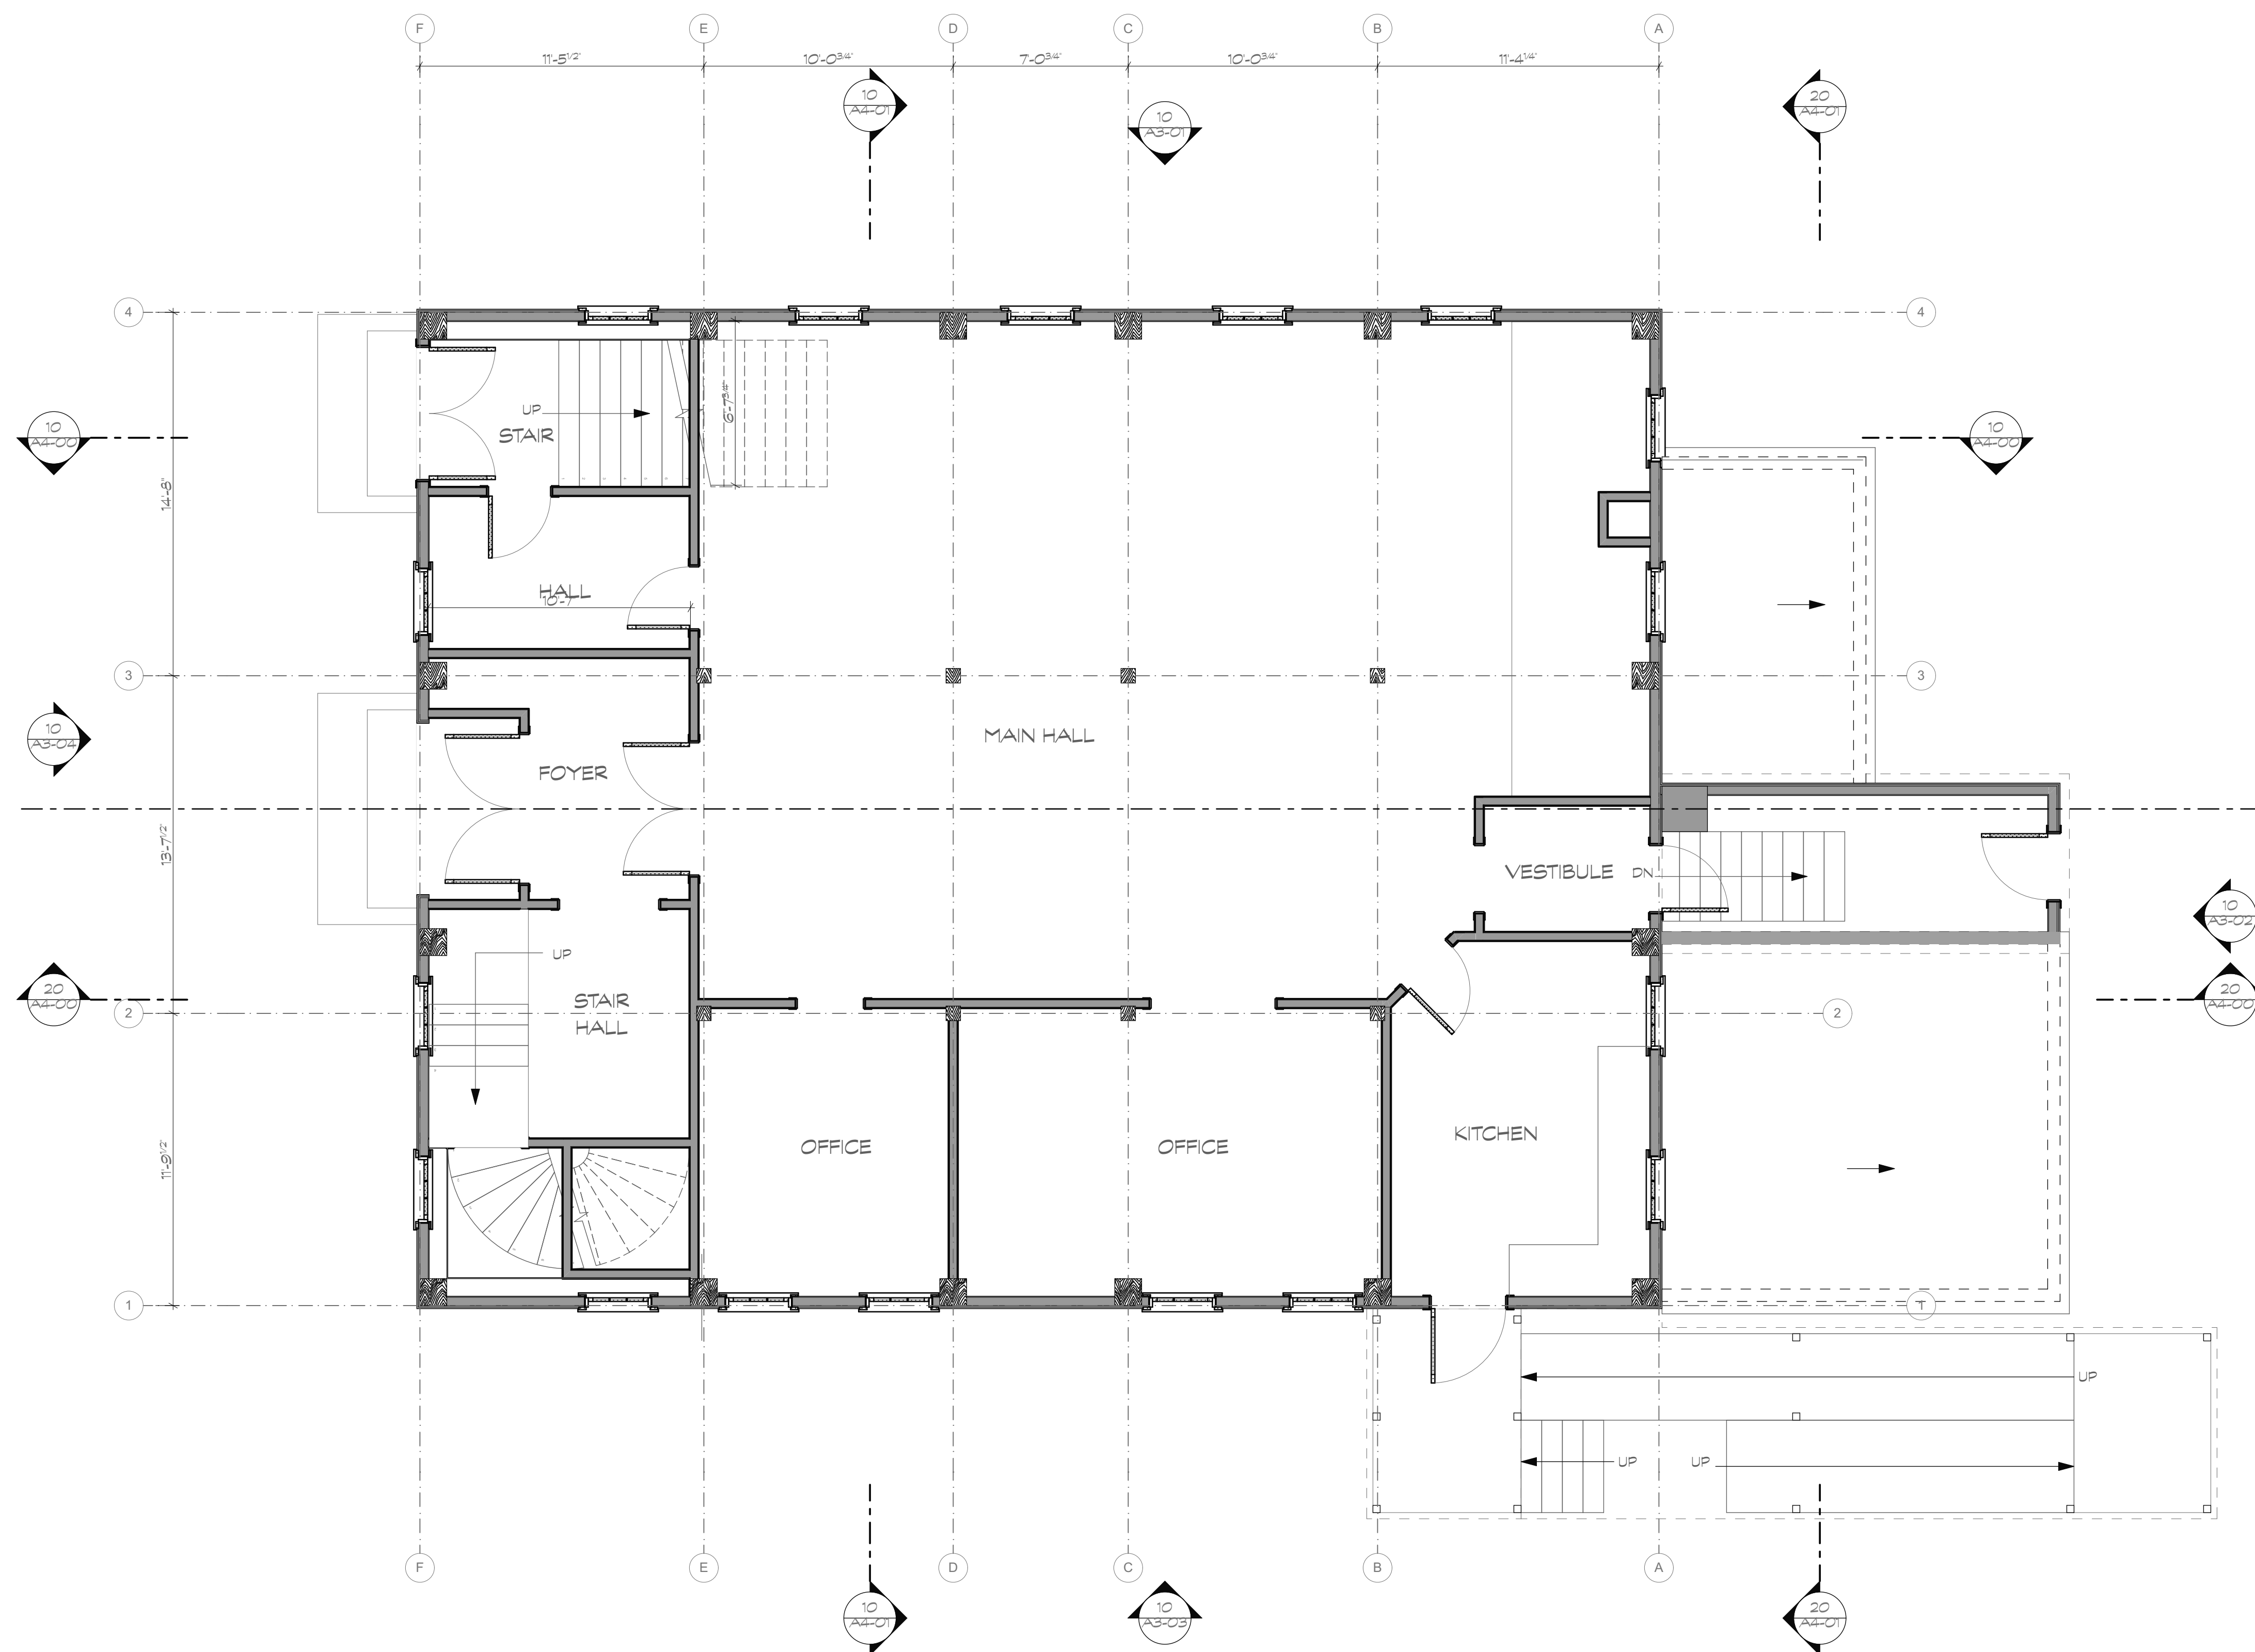 F E D C B A
11'-5 1/2" 10'-0 3/4" 7'-0 3/4" 10'-0 3/4" 11'-4 1/4"
10
A4-01
10
A3-01
20
A4-01
4 4
10
A4-00
UP
STAIR
6'-7 3/4"
10
A4-00
14'-8"
HALL
10'-7"
3 3
10
A3-04
MAIN HALL
FOYER
13'-7 1/2"
VESTIBULE DN
10
A3-02
UP
20
A4-00
STAIR
HALL
20
A4-00
2 2
OFFICE
OFFICE
KITCHEN
11'-9 1/2"
1 1
UP
UP UP
F E D C B A
10
A4-01
10
A3-03
20
A4-01